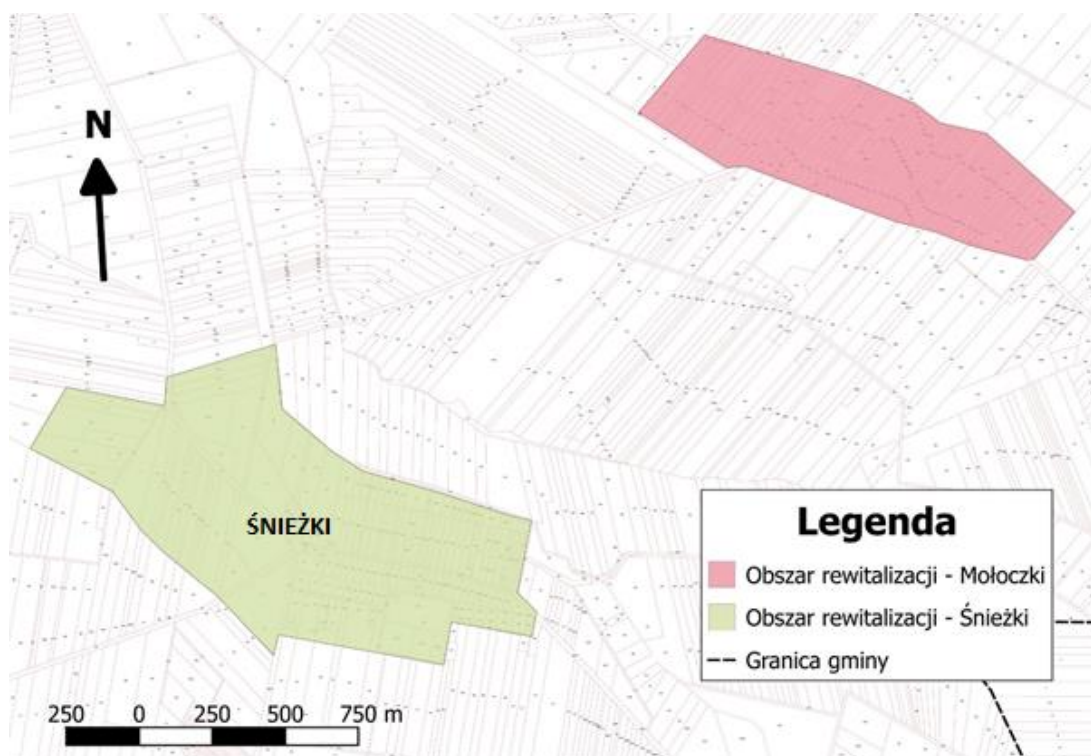 N
ŚNIEŻKI
Legenda
Obszar rewitalizacji - Mołoczki
Obszar rewitalizacji - Śnieżki
Granica gminy
250 0 250 500 750 m